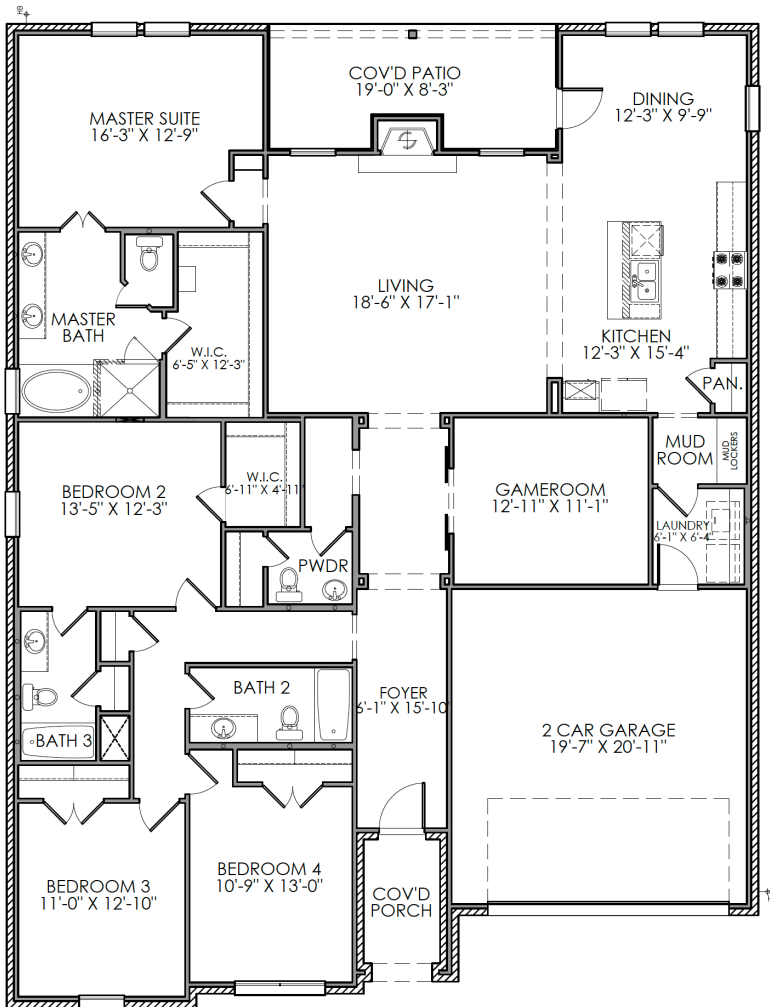 HB
COV'D PATIO
19'-0" X 8'-3"
MASTER SUITE
16'-3" X 12'-9"
DINING
12'-3" X 9'-9"
LIVING
18'-6" X 17'-1"
MASTER
BATH
W.I.C.
6'-5" X 12'-3"
KITCHEN
12'-3" X 15'-4"
PAN.
MUD
ROOM
MUD
LOCKERS
BEDROOM 2
13'-5" X 12'-3"
W.I.C.
6'-11" X 4'-11"
GAMEROOM
12'-11" X 11'-1"
LAUNDRY
6'-1" X 6'-4"
PWDR
BATH 2
FOYER
6'-1" X 15'-10"
BATH 3
2 CAR GARAGE
19'-7" X 20'-11"
BEDROOM 3
11'-0" X 12'-10"
BEDROOM 4
10'-9" X 13'-0"
COV'D
PORCH